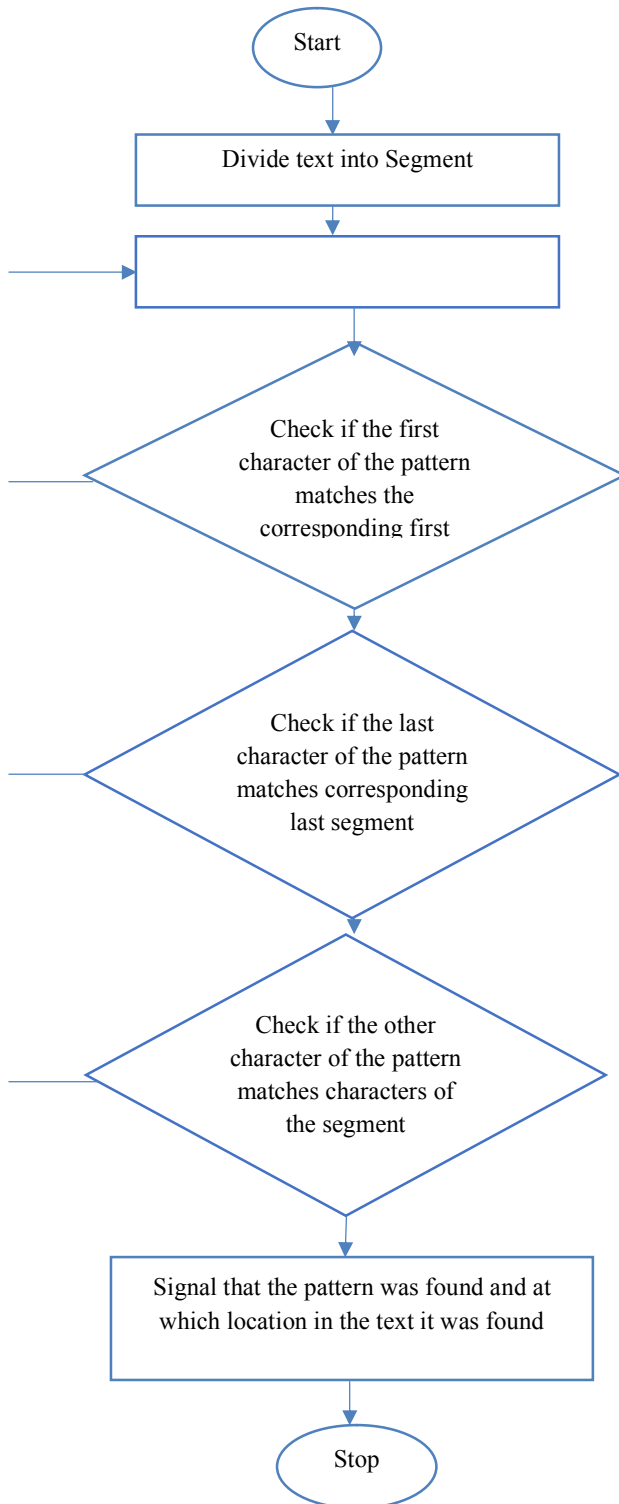 Start
Divide text into Segment
Check if the first
character of the pattern
matches the
corresponding first
Check if the last
character of the pattern
matches corresponding
last segment
Check if the other
character of the pattern
matches characters of
the segment
Signal that the pattern was found and at
which location in the text it was found
Stop